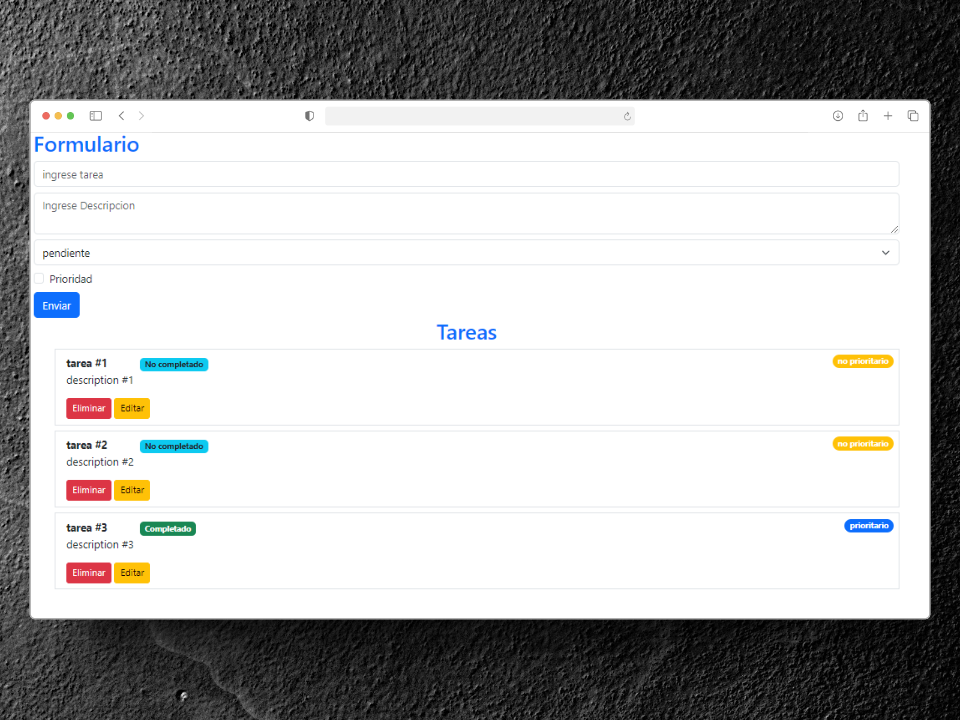 Formulario
ingrese tarea
Ingrese Descripcion
pendiente
Prioridad
Enviar
Tareas
tarea #1 No completado no prioritario
description #1
Eliminar Editar
tarea #2 No completado no prioritario
description #2
Eliminar Editar
tarea #3 Completado prioritario
description #3
Eliminar Editar